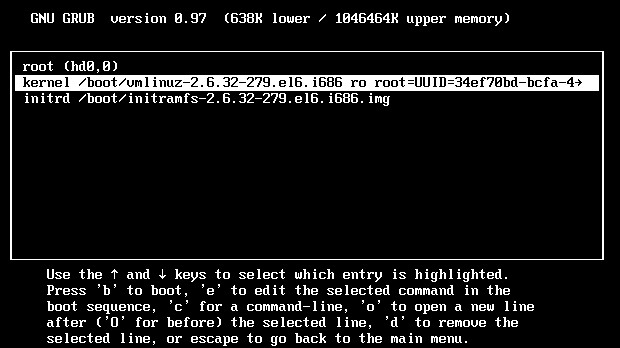 GNU GRUB  version 0.97  (638K lower / 1046464K upper memory)
root (hd0,0)
kernel /boot/vmlinuz-2.6.32-279.el6.i686 ro root=UUID=34ef70bd-bcfa-4→
initrd /boot/initramfs-2.6.32-279.el6.i686.img
Use the ↑ and ↓ keys to select which entry is highlighted.
Press 'b' to boot, 'e' to edit the selected command in the
boot sequence, 'c' for a command-line, 'o' to open a new line
after ('O' for before) the selected line, 'd' to remove the
selected line, or escape to go back to the main menu.